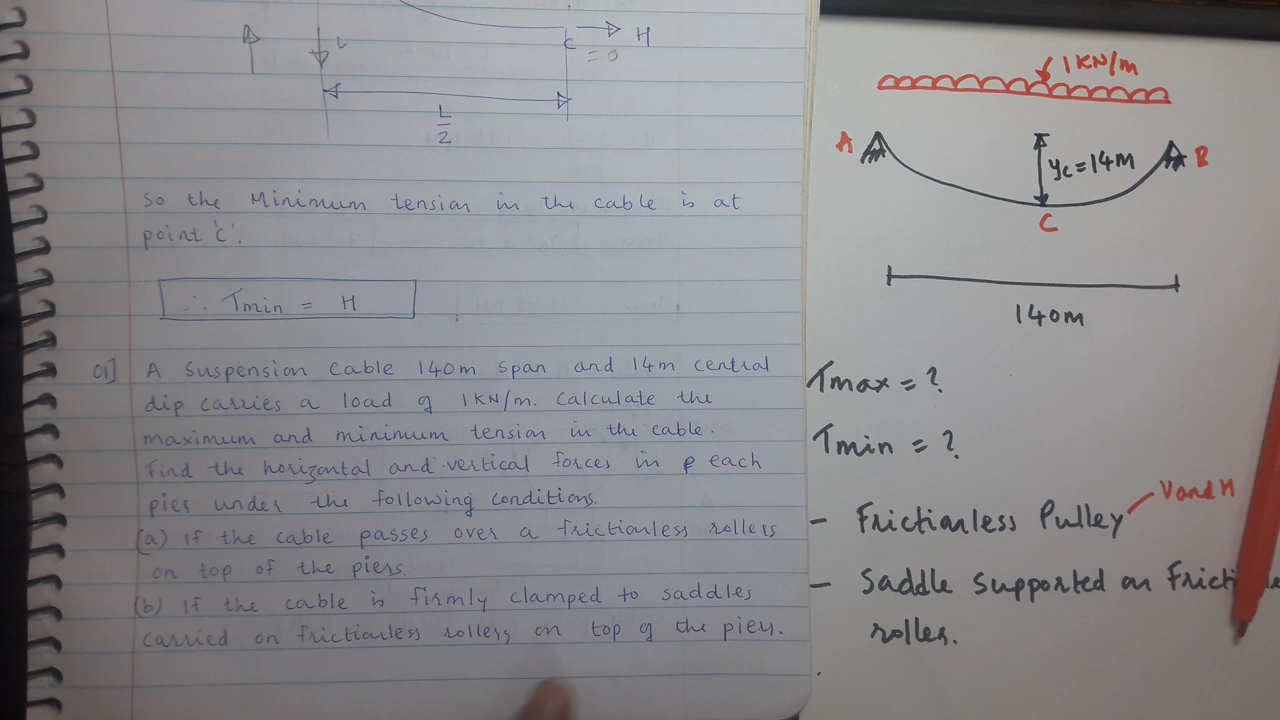 C
H
= 0
L
2
So the Minimum tension in the cable is at
point 'C'.
∴ Tmin = H
01] A Suspension Cable 140m span and 14m central
dip carries a load of 1KN/m. Calculate the
maximum and minimum tension in the cable.
Find the horizontal and vertical forces in each
pier under the following conditions.
(a) If the cable passes over a frictionless rollers
on top of the piers.
(b) If the cable is firmly clamped to saddles
carried on frictionless rollers on top of the piers.
1KN/m
A
yc = 14M
B
C
140M
Tmax = ?
Tmin = ?
V and H
- Frictionless Pulley
- Saddle Supported on
roller.